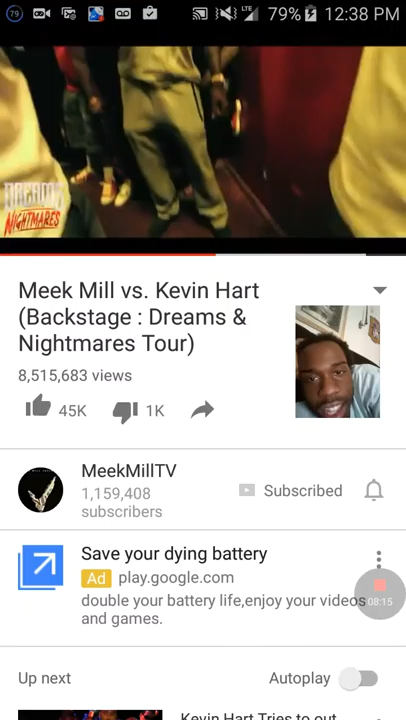 79
LTE
79%
12:38 PM
DREAMS
NIGHTMARES
Meek Mill vs. Kevin Hart
(Backstage : Dreams &
Nightmares Tour)
8,515,683 views
45K
1K
MeekMillTV
1,159,408
subscribers
Subscribed
Save your dying battery
Ad play.google.com
double your battery life,enjoy your videos
and games.
08:15
Up next
Autoplay
Kevin Hart Tries to out